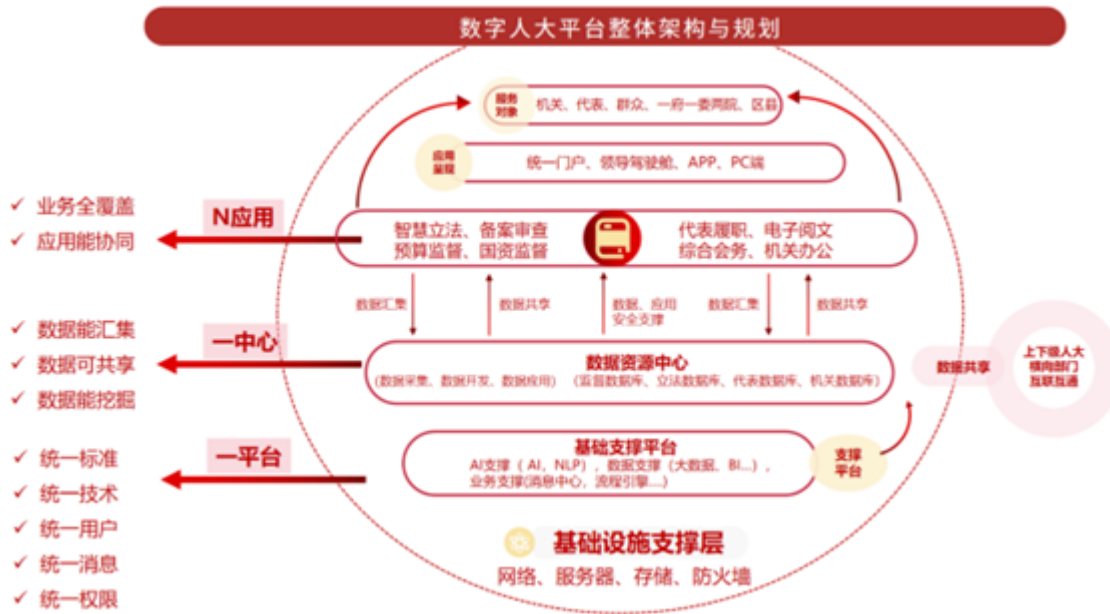 数字人大平台整体架构与规划
服务
对象
机关、代表、群众、一府一委两院、区县
应用
呈现
统一门户、领导驾驶舱、APP、PC端
N应用
✓ 业务全覆盖
✓ 应用能协同
智慧立法、备案审查
预算监督、国资监督
代表履职、电子阅文
综合会务、机关办公
数据汇集
数据共享
数据、应用
安全支撑
数据汇集
数据共享
一中心
✓ 数据能汇集
✓ 数据可共享
✓ 数据能挖掘
数据资源中心
(数据采集、数据开发、数据应用)
(监督数据库、立法数据库、代表数据库、机关数据库)
数据共享
上下级人大
横向部门
互联互通
一平台
✓ 统一标准
✓ 统一技术
✓ 统一用户
✓ 统一消息
✓ 统一权限
基础支撑平台
AI支撑（ AI、NLP），数据支撑（大数据、BI...），
业务支撑(消息中心，流程引擎....)
支撑
平台
基础设施支撑层
网络、服务器、存储、防火墙